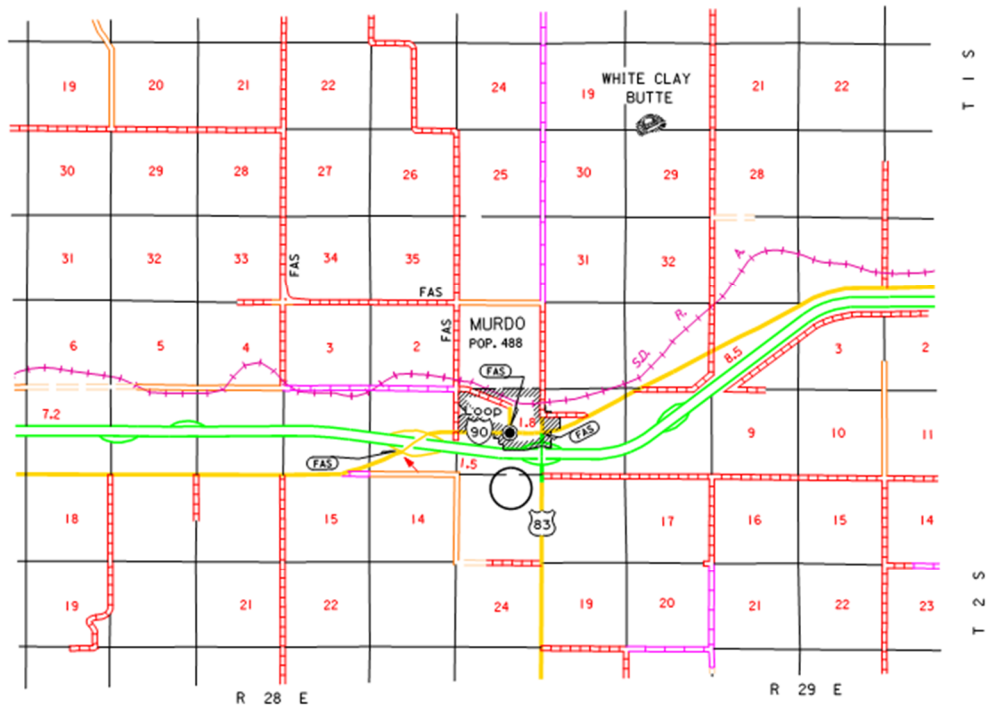 19 20 21 22 24 19 21 22
WHITE CLAY
BUTTE
T 1 S
30 29 28 27 26 25 30 29 28
31 32 33 34 35 31 32
FAS
FAS
FAS
R.
A.
S.D.
MURDO
POP. 488
6 5 4 3 2 8.5 3 2
FAS
7.2
Loop
90
1.8
FAS
9 10 11
FAS
1.5
18 15 14 83 17 16 15 14
19 21 22 24 19 20 21 22 23
T 2 S
R 28 E
R 29 E